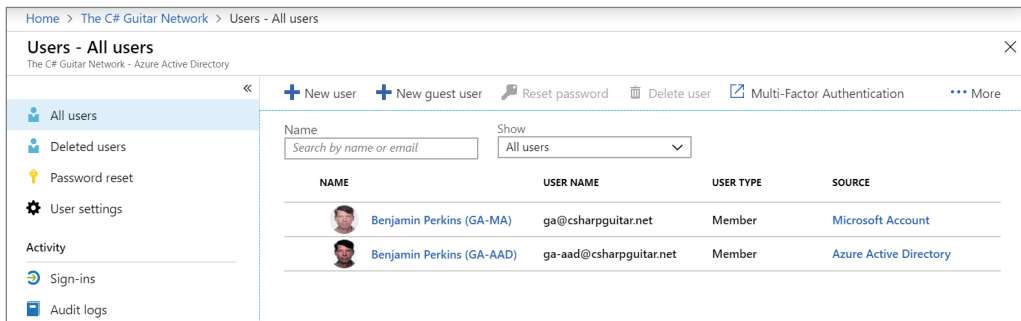 Home > The C# Guitar Network > Users - All users
Users - All users
The C# Guitar Network - Azure Active Directory
New user New guest user Reset password Delete user Multi-Factor Authentication ••• More
All users
Deleted users
Password reset
User settings
Activity
Sign-ins
Audit logs
Name Show
Search by name or email All users
NAME USER NAME USER TYPE SOURCE
Benjamin Perkins (GA-MA) ga@csharpguitar.net Member Microsoft Account
Benjamin Perkins (GA-AAD) ga-aad@csharpguitar.net Member Azure Active Directory